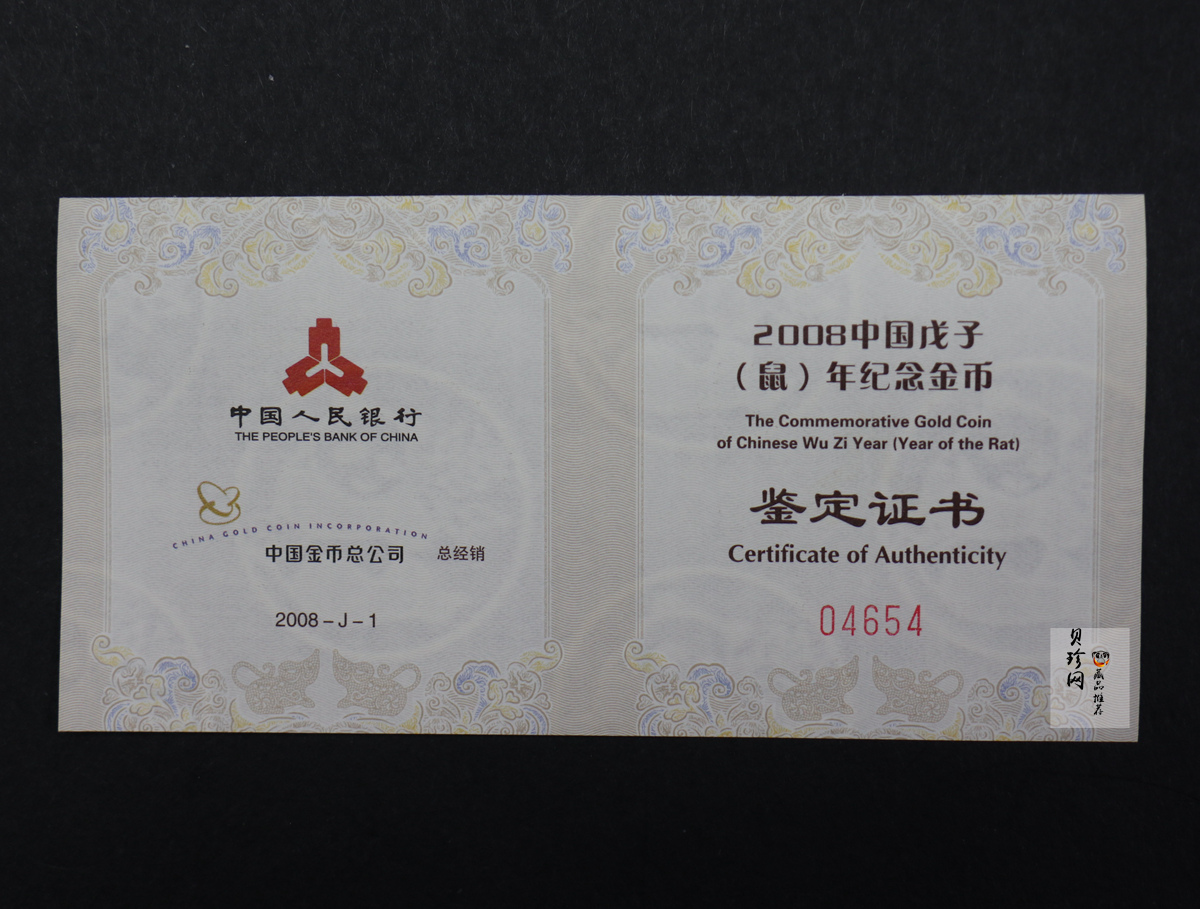 中国人民银行
THE PEOPLE'S BANK OF CHINA
CHINA GOLD COIN INCORPORATION
中国金币总公司 总经销
2008－J－1
2008中国戊子
（鼠）年纪念金币
The Commemorative Gold Coin
of Chinese Wu Zi Year (Year of the Rat)
鉴定证书
Certificate of Authenticity
04654
贝珍网
藏品推荐